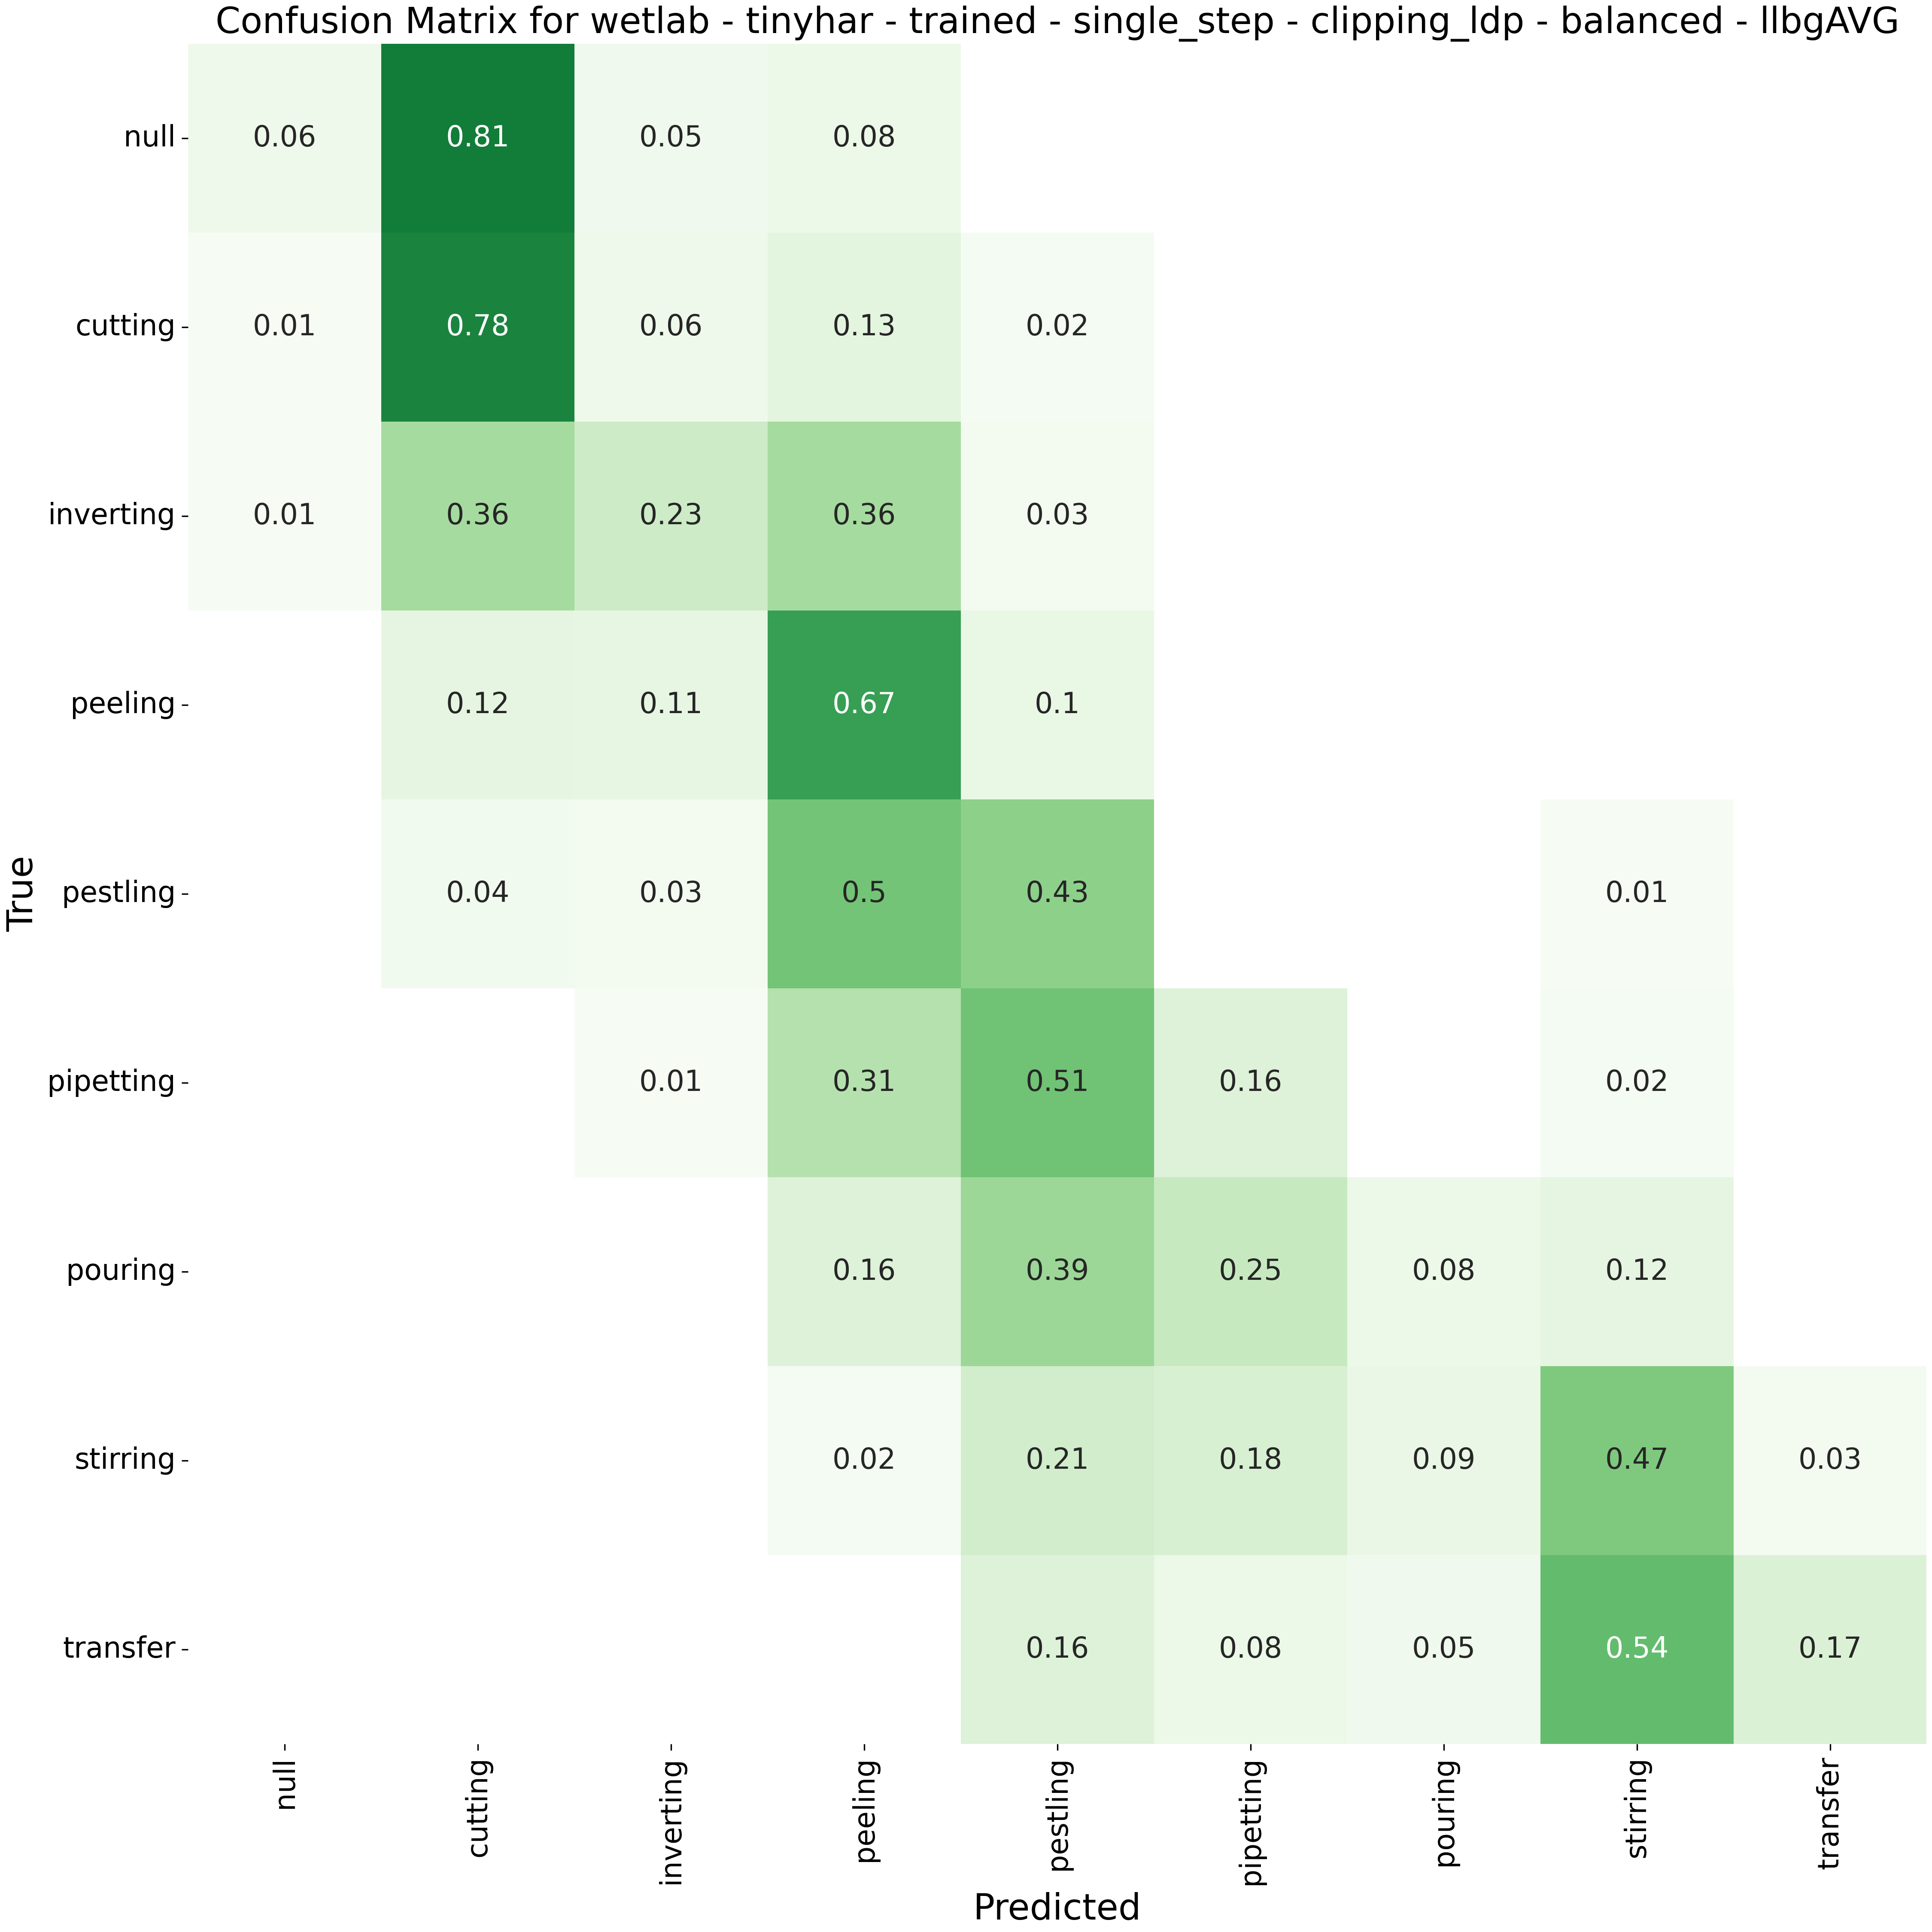 Confusion Matrix for wetlab - tinyhar - trained - single_step - clipping_ldp - balanced - llbgAVG
True
null 0.06 0.81 0.05 0.08
cutting 0.01 0.78 0.06 0.13 0.02
inverting 0.01 0.36 0.23 0.36 0.03
peeling 0.12 0.11 0.67 0.1
pestling 0.04 0.03 0.5 0.43 0.01
pipetting 0.01 0.31 0.51 0.16 0.02
pouring 0.16 0.39 0.25 0.08 0.12
stirring 0.02 0.21 0.18 0.09 0.47 0.03
transfer 0.16 0.08 0.05 0.54 0.17
null cutting inverting peeling pestling pipetting pouring stirring transfer
Predicted